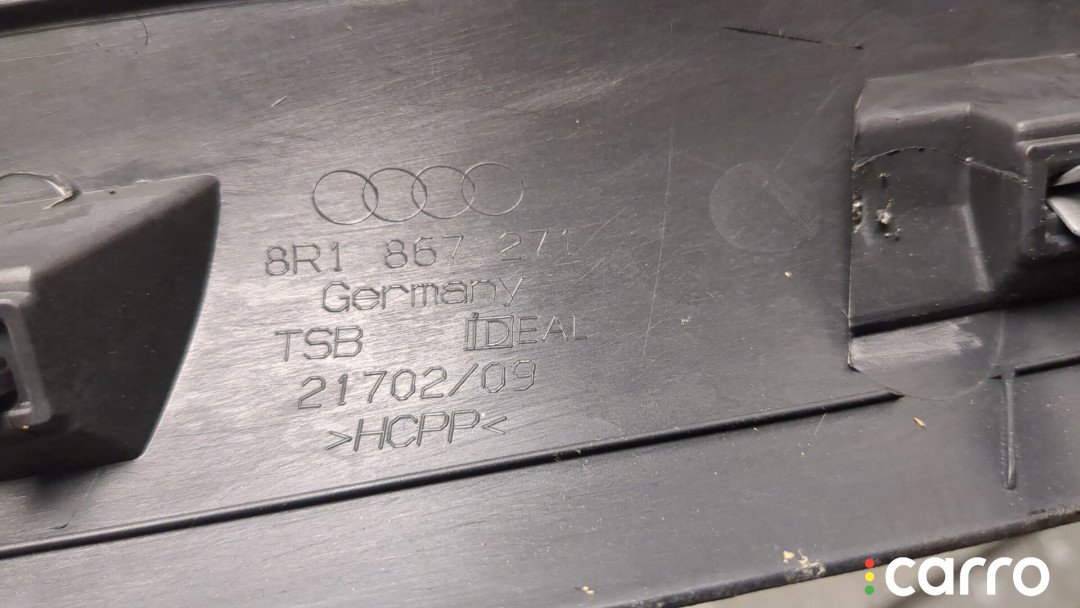 8R1 867 271
Germany
TSB iDEAL
21702/09
>HCPP<
carro